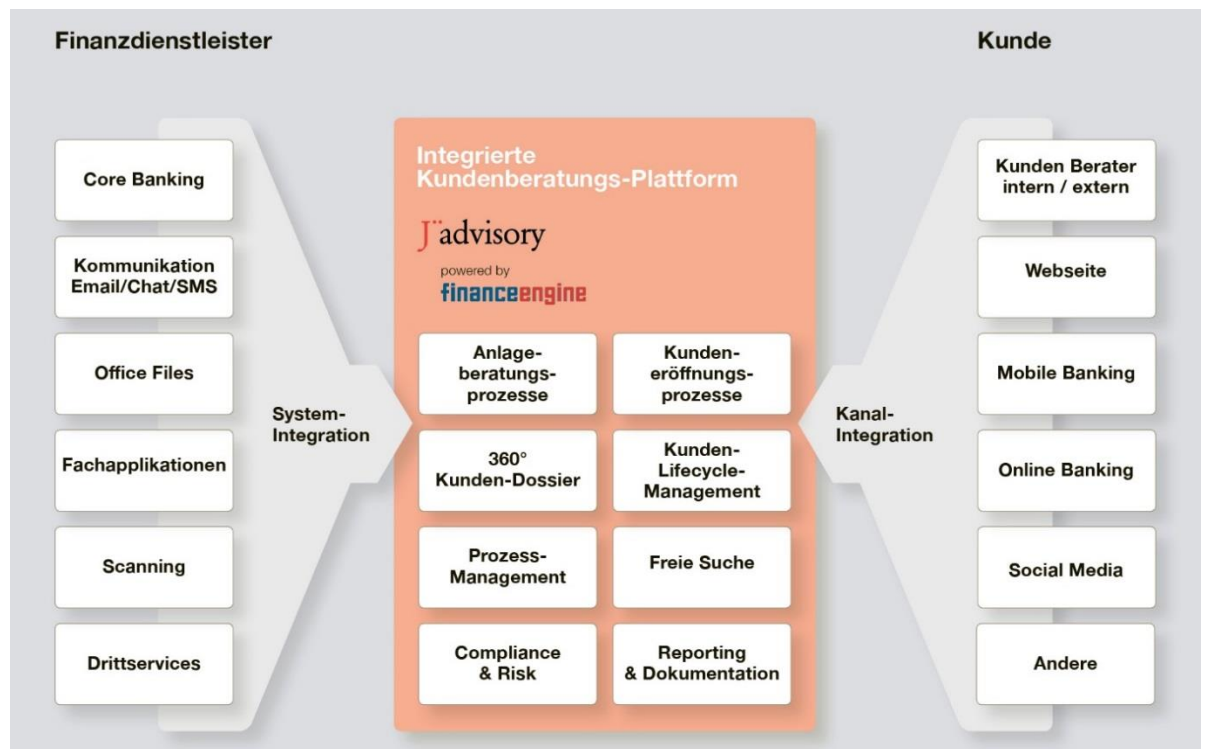 Finanzdienstleister
Kunde
Core Banking
Kommunikation
Email/Chat/SMS
Office Files
Fachapplikationen
Scanning
Drittservices
System-
Integration
Integrierte
Kundenberatungs-Plattform
J¨advisory
powered by
financeengine
Anlage-
beratungs-
prozesse
Kunden-
eröffnungs-
prozesse
360°
Kunden-Dossier
Kunden-
Lifecycle-
Management
Prozess-
Management
Freie Suche
Compliance
& Risk
Reporting
& Dokumentation
Kanal-
Integration
Kunden Berater
intern / extern
Webseite
Mobile Banking
Online Banking
Social Media
Andere